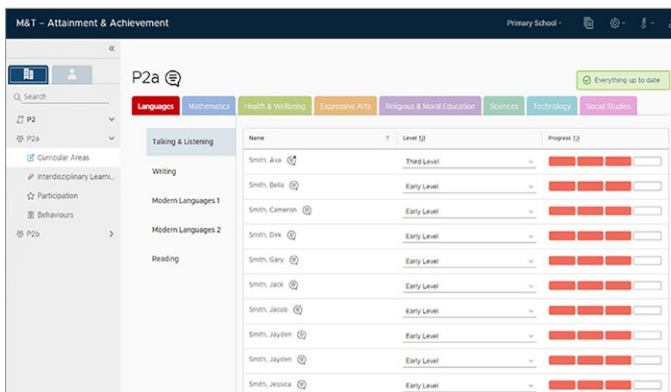 M&T – Attainment & Achievement
Primary School
Search
P2
P2a
Curricular Areas
Interdisciplinary Learni...
Participation
Behaviours
P2b
P2a
Everything up to date
Languages Mathematics Health & Wellbeing Expressive Arts Religious & Moral Education Sciences Technology Social Studies
Talking & Listening
Writing
Modern Languages 1
Modern Languages 2
Reading
Name Level Progress
Smith, Ava Third Level
Smith, Bella Early Level
Smith, Cameron Early Level
Smith, Dirk Early Level
Smith, Gary Early Level
Smith, Jack Early Level
Smith, Jacob Early Level
Smith, Jayden Early Level
Smith, Jayden Early Level
Smith, Jessica Early Level